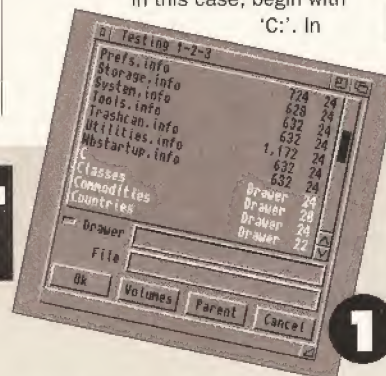 in this case, begin with
'C:'. In
Testing 1-2-3
Prefs.info 724 24
Storage.info 628 24
System.info 632 24
Tools.info 632 24
Trashcan.info 1,172 24
Utilities.info 632 24
Wbstartup.info 632 24
C Drawer 24
Classes Drawer 28
Commodities Drawer 24
Countries Drawer 22
Drawer
File
Ok Volumes Parent Cancel
1